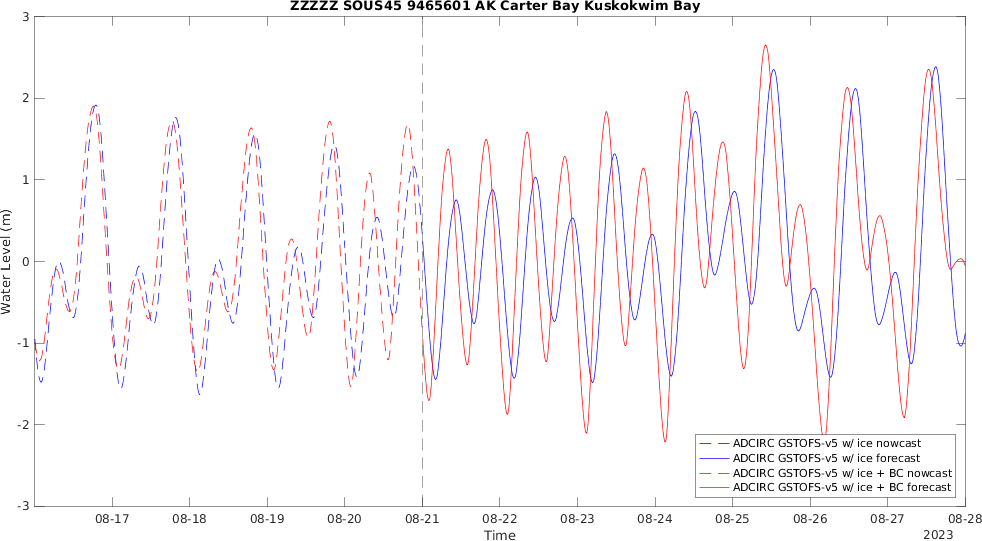 ZZZZZ SOUS45 9465601 AK Carter Bay Kuskokwim Bay
3
2
1
0
-1
-2
-3
Water Level (m)
08-17 08-18 08-19 08-20 08-21 08-22 08-23 08-24 08-25 08-26 08-27 08-28
Time
2023
ADCIRC GSTOFS-v5 w/ ice nowcast
ADCIRC GSTOFS-v5 w/ ice forecast
ADCIRC GSTOFS-v5 w/ ice + BC nowcast
ADCIRC GSTOFS-v5 w/ ice + BC forecast